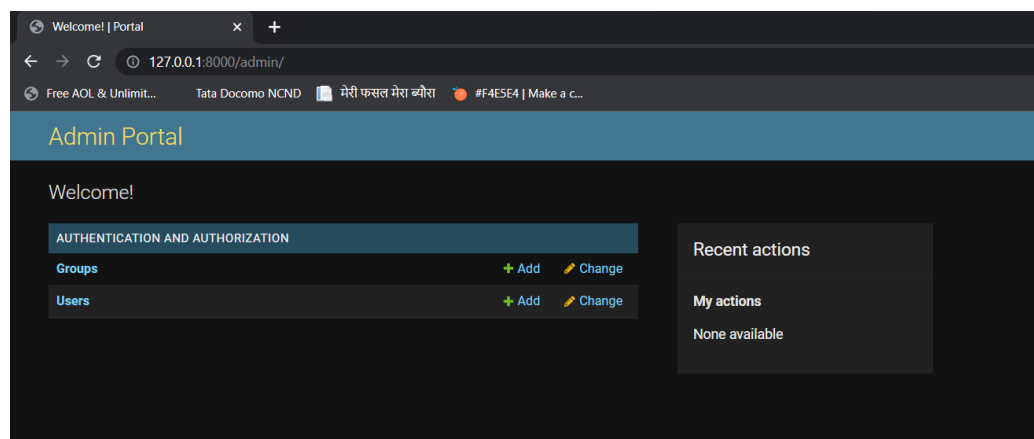 Welcome! | Portal
127.0.0.1:8000/admin/
Free AOL & Unlimit... Tata Docomo NCND मेरी फसल मेरा ब्यौरा #F4E5E4 | Make a c...
Admin Portal
Welcome!
AUTHENTICATION AND AUTHORIZATION
Groups + Add Change
Users + Add Change
Recent actions
My actions
None available